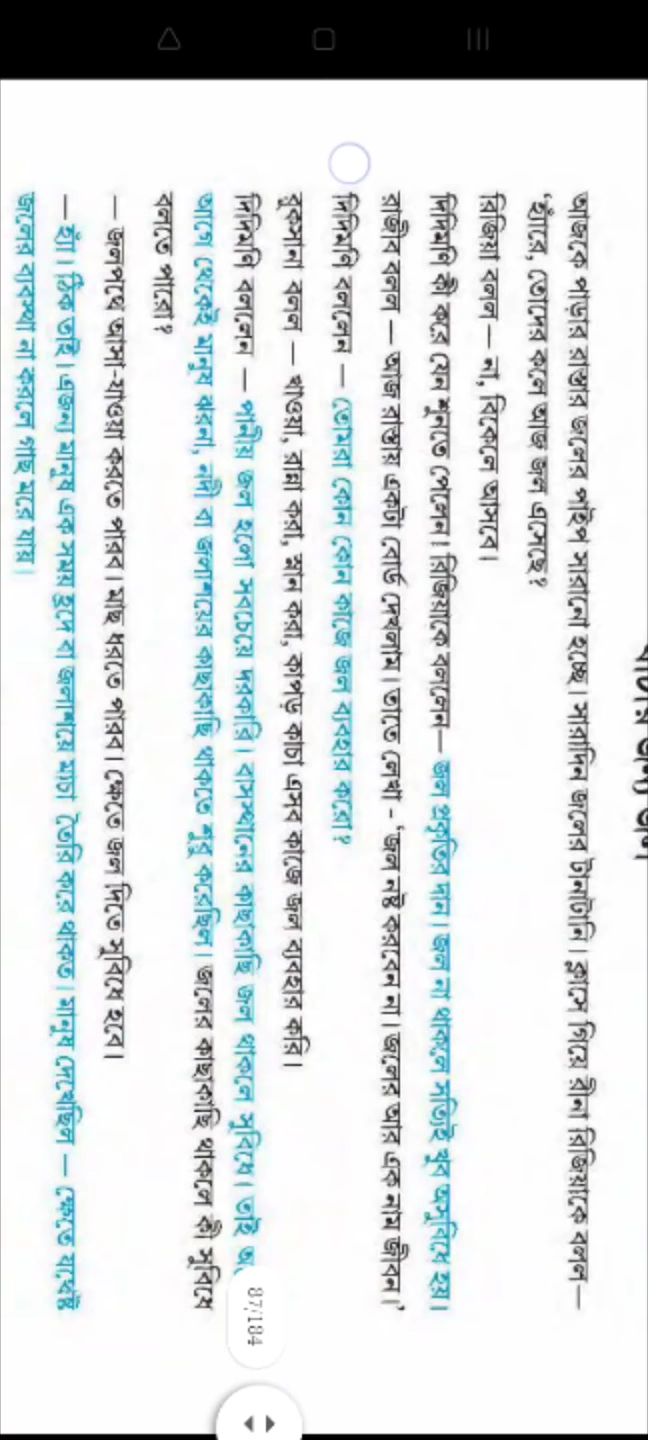 আজকে পাড়ার রাস্তার জলের পাইপ সারানো হচ্ছে। সারাদিন জলের টানাটানি। ক্লাসে গিয়ে রীনা রিজিয়াকে বলল —
'হ্যাঁরে, তোদের কলে আজ জল এসেছে?
রিজিয়া বলল — না, বিকেলে আসবে।
দিদিমণি কী করে যেন শুনতে পেলেন। রিজিয়াকে বললেন— জল প্রকৃতির দান। জল না থাকলে সত্যিই খুব অসুবিধে হয়।
রাজীব বলল — আজ রাস্তায় একটা বোর্ড দেখলাম। তাতে লেখা - 'জল নষ্ট করবেন না। জলের আর এক নাম জীবন।'
দিদিমণি বললেন — তোমরা কোন কোন কাজে জল ব্যবহার করো?
রুকসানা বলল — খাওয়া, রান্না করা, স্নান করা, কাপড় কাচা এসব কাজে জল ব্যবহার করি।
দিদিমণি বললেন — পানীয় জল হলো সবচেয়ে দরকারি। বাসস্থানের কাছাকাছি জল থাকলে সুবিধে। তাই
আগে থেকেই মানুষ ঝরনা, নদী বা জলাশয়ের কাছাকাছি থাকতে শুরু করেছিল। জলের কাছাকাছি থাকলে কী সুবিধে
বলতে পারো?
— জলপথে আসা-যাওয়া করতে পারব। মাছ ধরতে পারব। ক্ষেতে জল দিতে সুবিধে হবে।
— হ্যাঁ। ঠিক তাই। এজন্য মানুষ এক সময় হ্রদে বা জলাশয়ে মাচা তৈরি করে থাকত। মানুষ দেখেছিল — ক্ষেতে যথেষ্ট
জলের ব্যবস্থা না করলে গাছ মরে যায়।
87/184